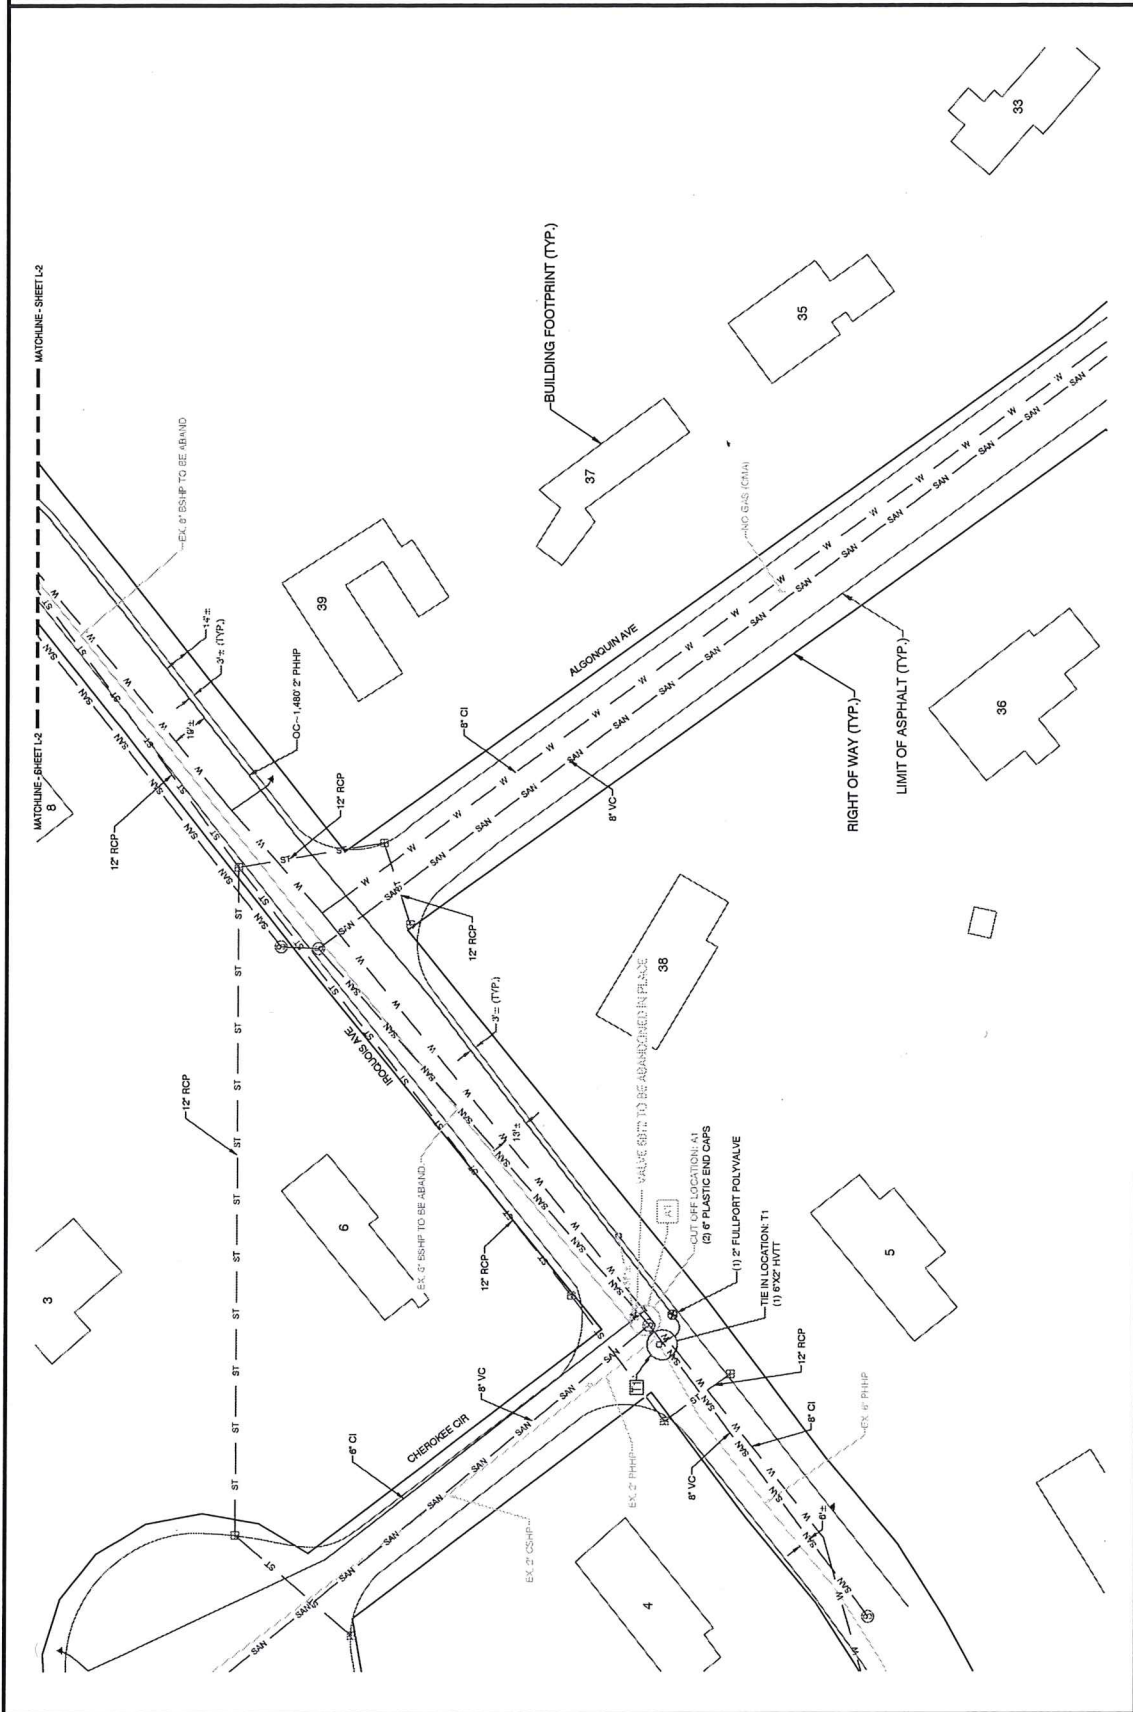 MATCHLINE - SHEET L-2
MATCHLINE - SHEET L-2
8
EX. 6" BSHP TO BE ABAND
14'±
3'± (TYP.)
19'±
OC~1,480' 2" PHHP
12" RCP
12" RCP
39
37
BUILDING FOOTPRINT (TYP.)
35
33
ALGONQUIN AVE
8" CI
8" VC
NO GAS (CMA)
RIGHT OF WAY (TYP.)
LIMIT OF ASPHALT (TYP.)
36
12" RCP
38
3'± (TYP.)
IROQUOIS AVE
12" RCP
13'±
EX. 6" BSHP TO BE ABAND.
12" RCP
6
3
VALVE 6872 TO BE ABANDONED IN PLACE
A1
CUT OFF LOCATION: A1
(2) 6" PLASTIC END CAPS
(1) 2" FULLPORT POLYVALVE
TIE IN LOCATION: T1
(1) 6"X2" HVTT
T1
5
CHEROKEE CIR
6" CI
8" VC
EX. 2" PHHP
EX. 2" CSHP
12" RCP
8" CI
8" VC
EX. 6" PHHP
6'±
4
ST
SAN
W